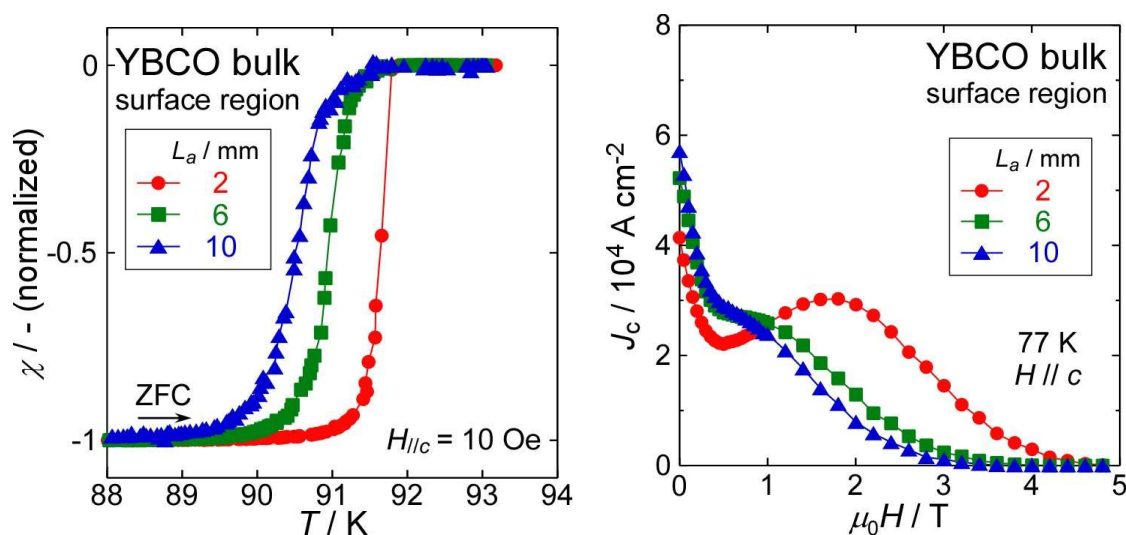 YBCO bulk
surface region
L_a / mm
2
6
10
ZFC
H_{//c} = 10 Oe
0
-0.5
-1
χ / - (normalized)
88 89 90 91 92 93 94
T / K
YBCO bulk
surface region
L_a / mm
2
6
10
77 K
H // c
8
6
4
2
0
J_c / 10^4 A cm^-2
0 1 2 3 4 5
μ_0H / T